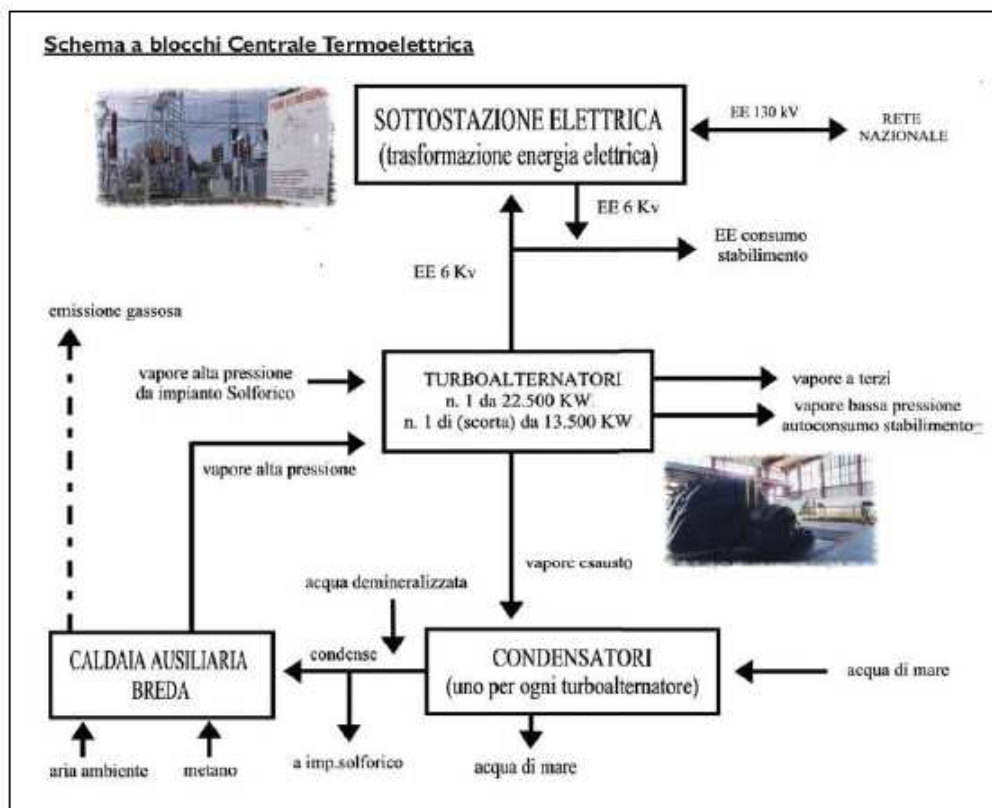 Schema a blocchi Centrale Termoelettrica
SOTTOSTAZIONE ELETTRICA
(trasformazione energia elettrica)
EE 130 kV
RETE
NAZIONALE
EE 6 Kv
EE consumo
stabilimento
EE 6 Kv
emissione gassosa
vapore alta pressione
da impianto Solforico
TURBOALTERNATORI
n. 1 da 22.500 KW
n. 1 di (scorta) da 13.500 KW
vapore a terzi
vapore bassa pressione
autoconsumo stabilimento
vapore alta pressione
vapore esausto
acqua demineralizzata
CALDAIA AUSILIARIA
BREDA
condense
CONDENSATORI
(uno per ogni turboalternatore)
acqua di mare
aria ambiente
metano
a imp.solforico
acqua di mare